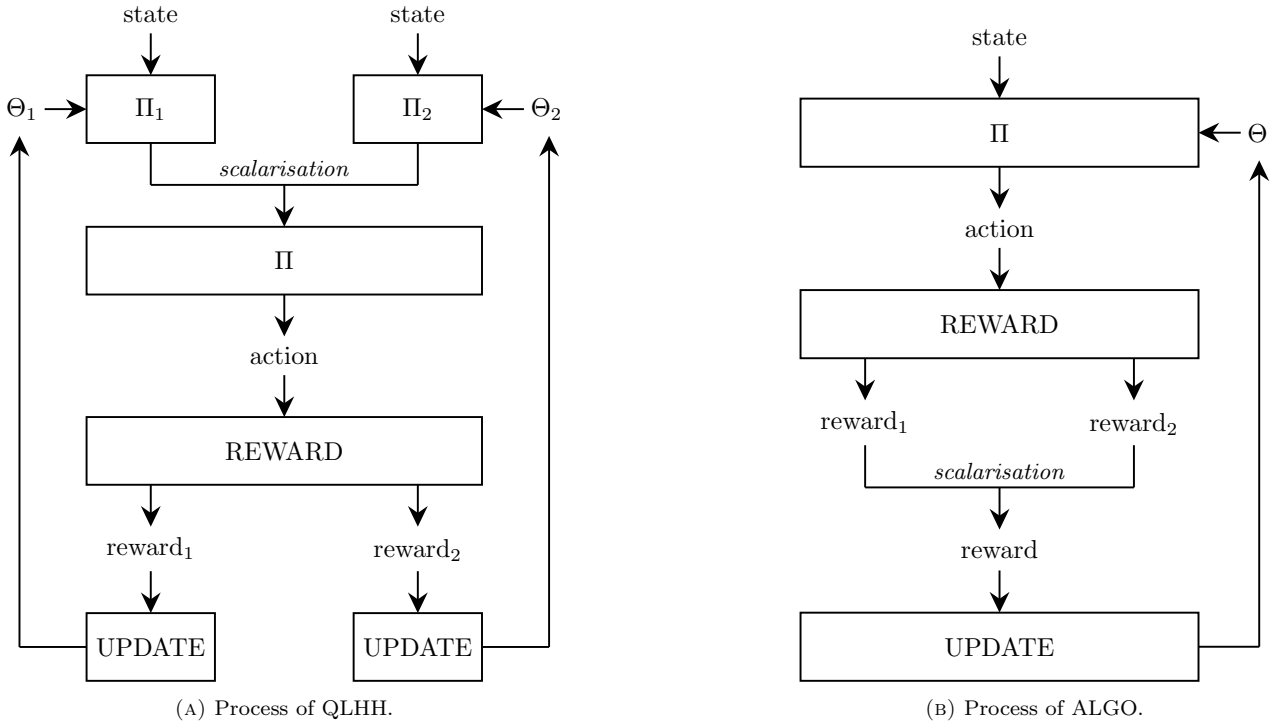 state
state
Θ1
Π1
Π2
Θ2
scalarisation
Π
action
REWARD
reward1
reward2
UPDATE
UPDATE
(A) Process of QLHH.
state
Π
Θ
action
REWARD
reward1
reward2
scalarisation
reward
UPDATE
(B) Process of ALGO.